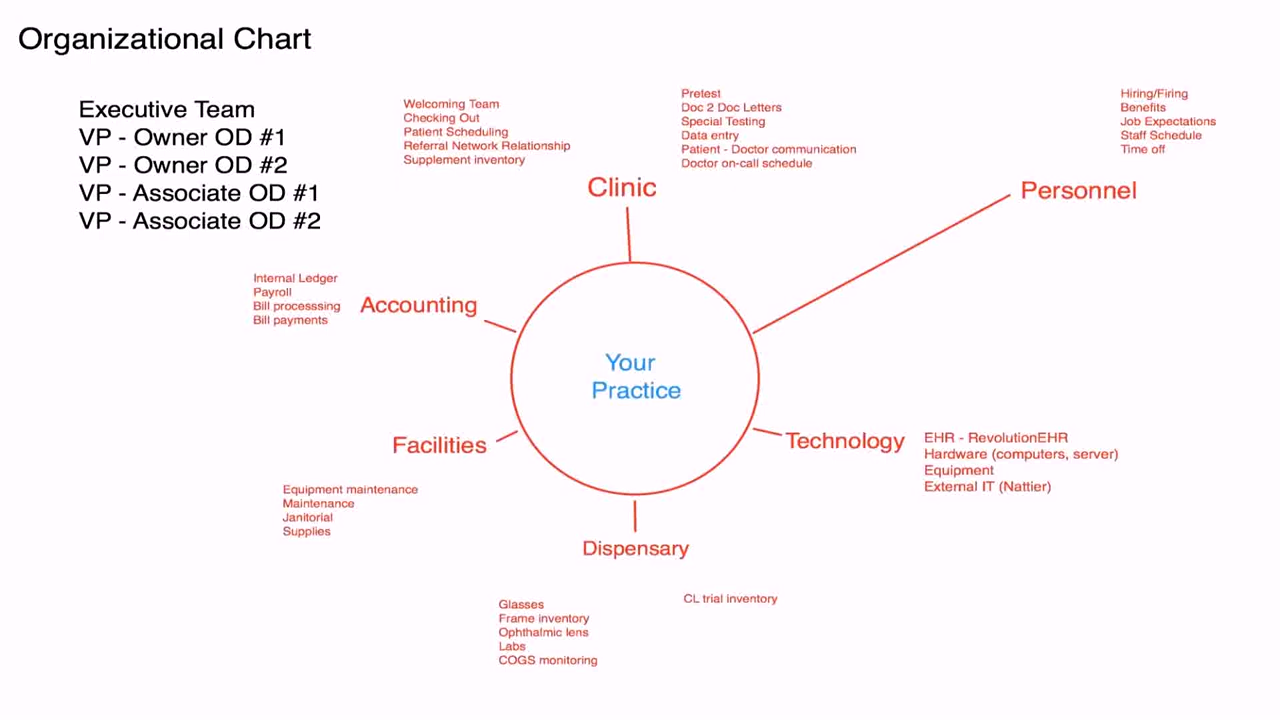 Organizational Chart
Executive Team
VP - Owner OD #1
VP - Owner OD #2
VP - Associate OD #1
VP - Associate OD #2
Welcoming Team
Checking Out
Patient Scheduling
Referral Network Relationship
Supplement inventory
Pretest
Doc 2 Doc Letters
Special Testing
Data entry
Patient - Doctor communication
Doctor on-call schedule
Clinic
Hiring/Firing
Benefits
Job Expectations
Staff Schedule
Time off
Personnel
Internal Ledger
Payroll
Bill processsing
Bill payments
Accounting
Your
Practice
Facilities
Equipment maintenance
Maintenance
Janitorial
Supplies
Technology
EHR - RevolutionEHR
Hardware (computers, server)
Equipment
External IT (Nattier)
Dispensary
Glasses
Frame inventory
Ophthalmic lens
Labs
COGS monitoring
CL trial inventory